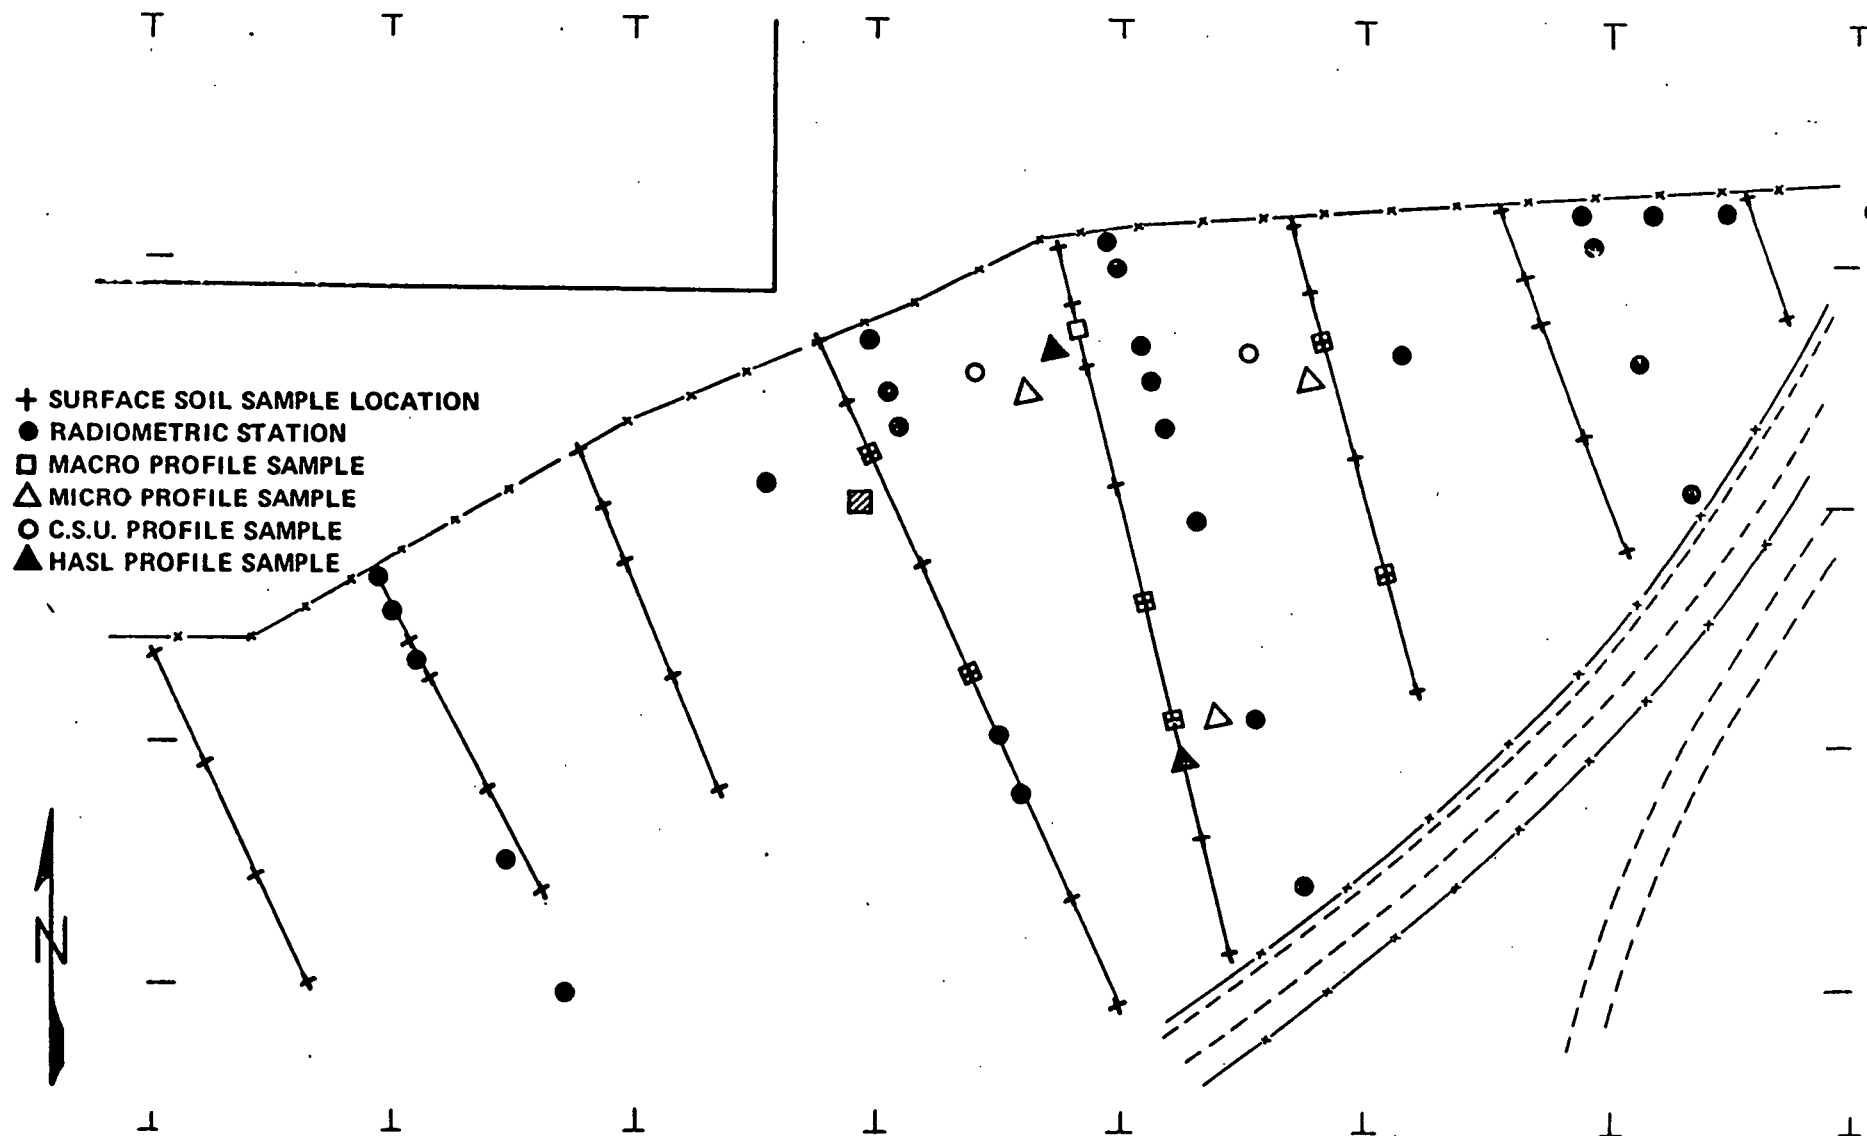 SURFACE SOIL SAMPLE LOCATION
RADIOMETRIC STATION
MACRO PROFILE SAMPLE
MICRO PROFILE SAMPLE
C.S.U. PROFILE SAMPLE
HASL PROFILE SAMPLE
N